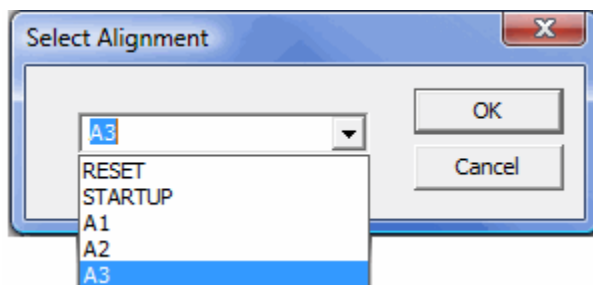 Select Alignment
A3
OK
Cancel
RESET
STARTUP
A1
A2
A3